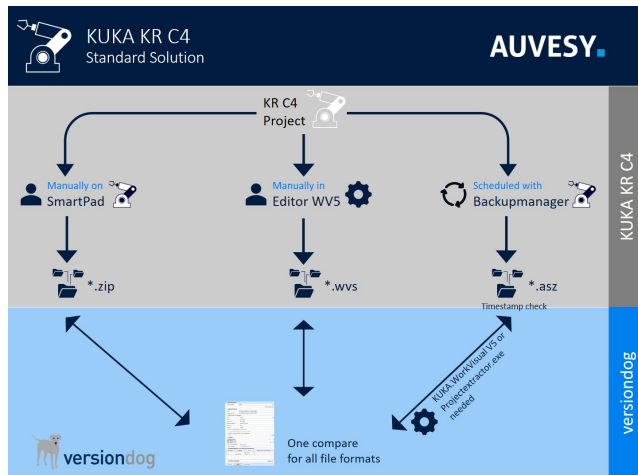 KUKA KR C4
Standard Solution
AUVESY
KR C4
Project
Manually on
SmartPad
Manually in
Editor WV5
Scheduled with
Backupmanager
*.zip
*.wvs
*.asz
Timestamp check
KUKA KR C4
KUKA.WorkVisual V5 or
Projectextractor.exe
needed
One compare
for all file formats
versiondog
versiondog